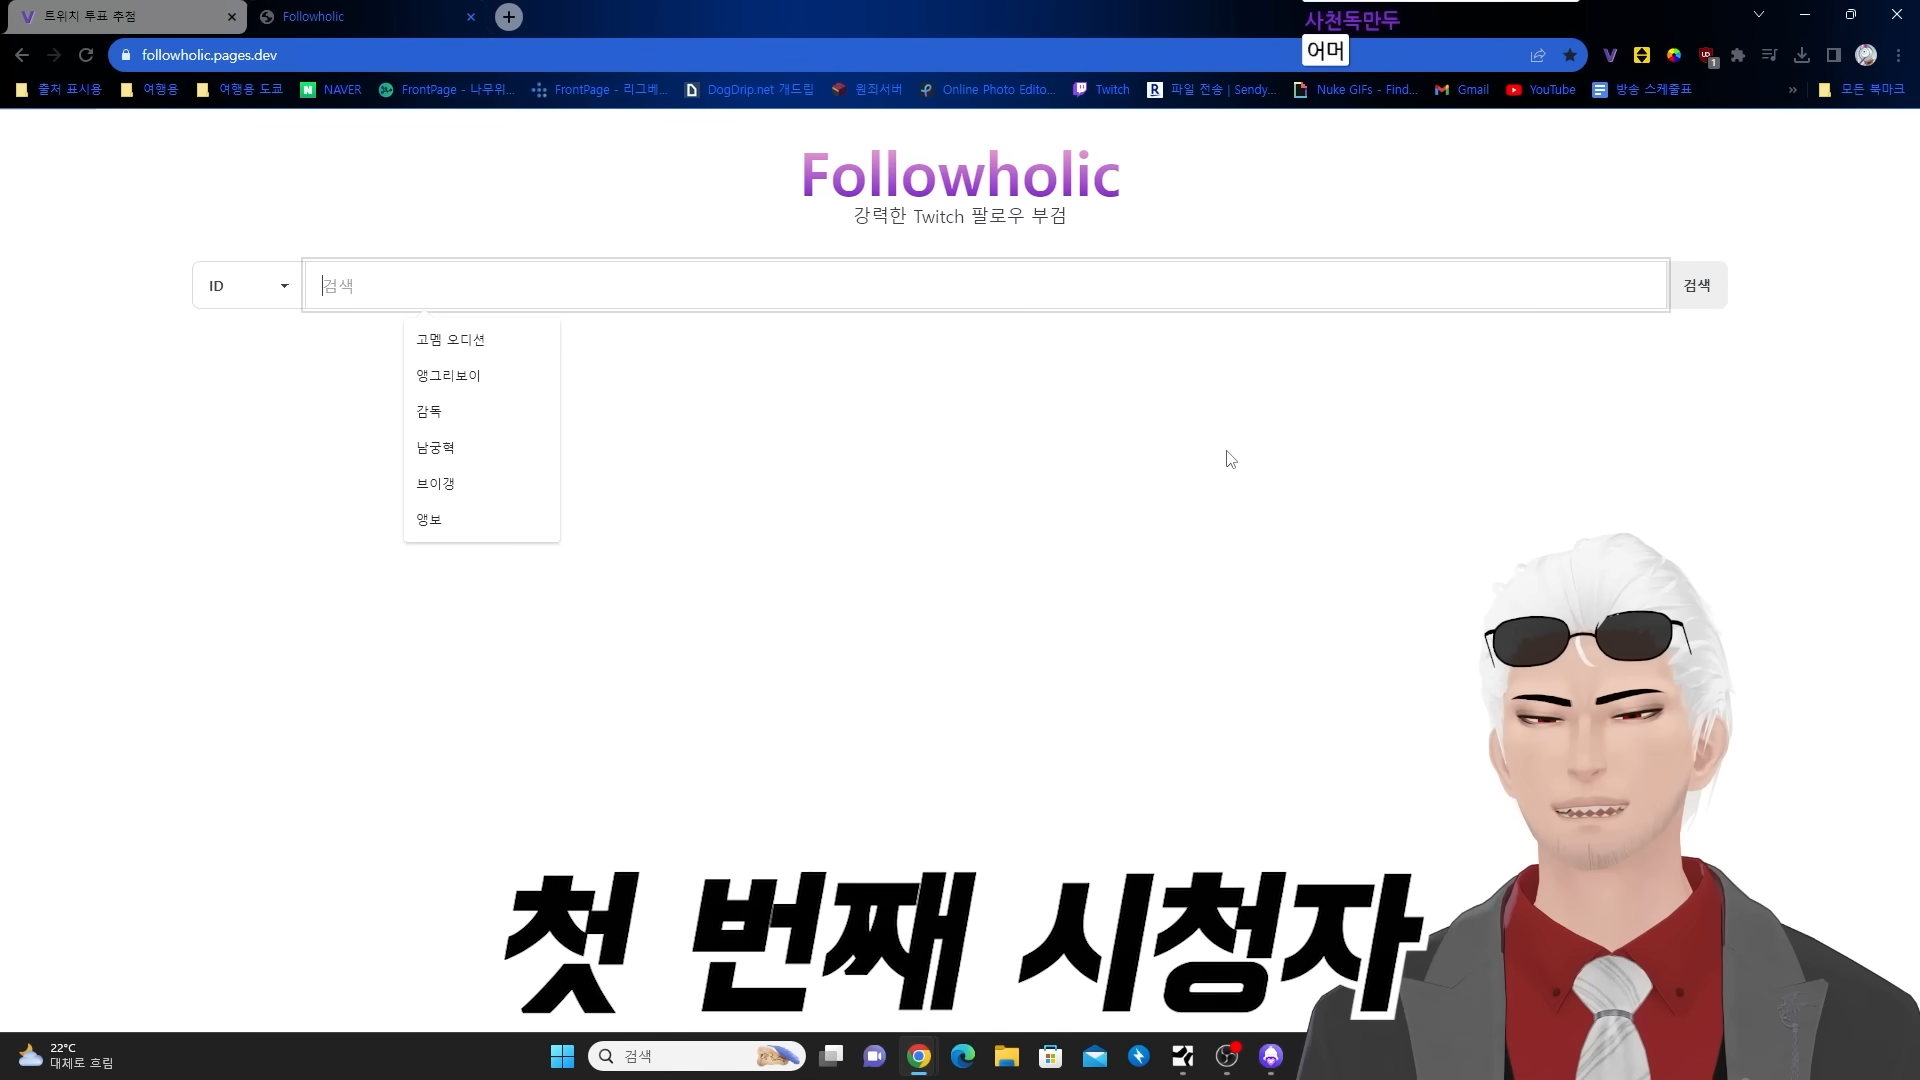 트위치 투표 추첨
Followholic
사천독만두
어머
followholic.pages.dev
출처 표시용
여행용
여행용 도쿄
NAVER
FrontPage - 나무위...
FrontPage - 리그베...
DogDrip.net 개드립
원죄서버
Online Photo Edito...
Twitch
파일 전송 | Sendy...
Nuke GIFs - Find...
Gmail
YouTube
방송 스케줄표
모든 북마크
Followholic
강력한 Twitch 팔로우 부검
ID
검색
검색
고멤 오디션
앵그리보이
감독
남궁혁
브이갱
앵보
첫 번째 시청자
22°C
대체로 흐림
검색